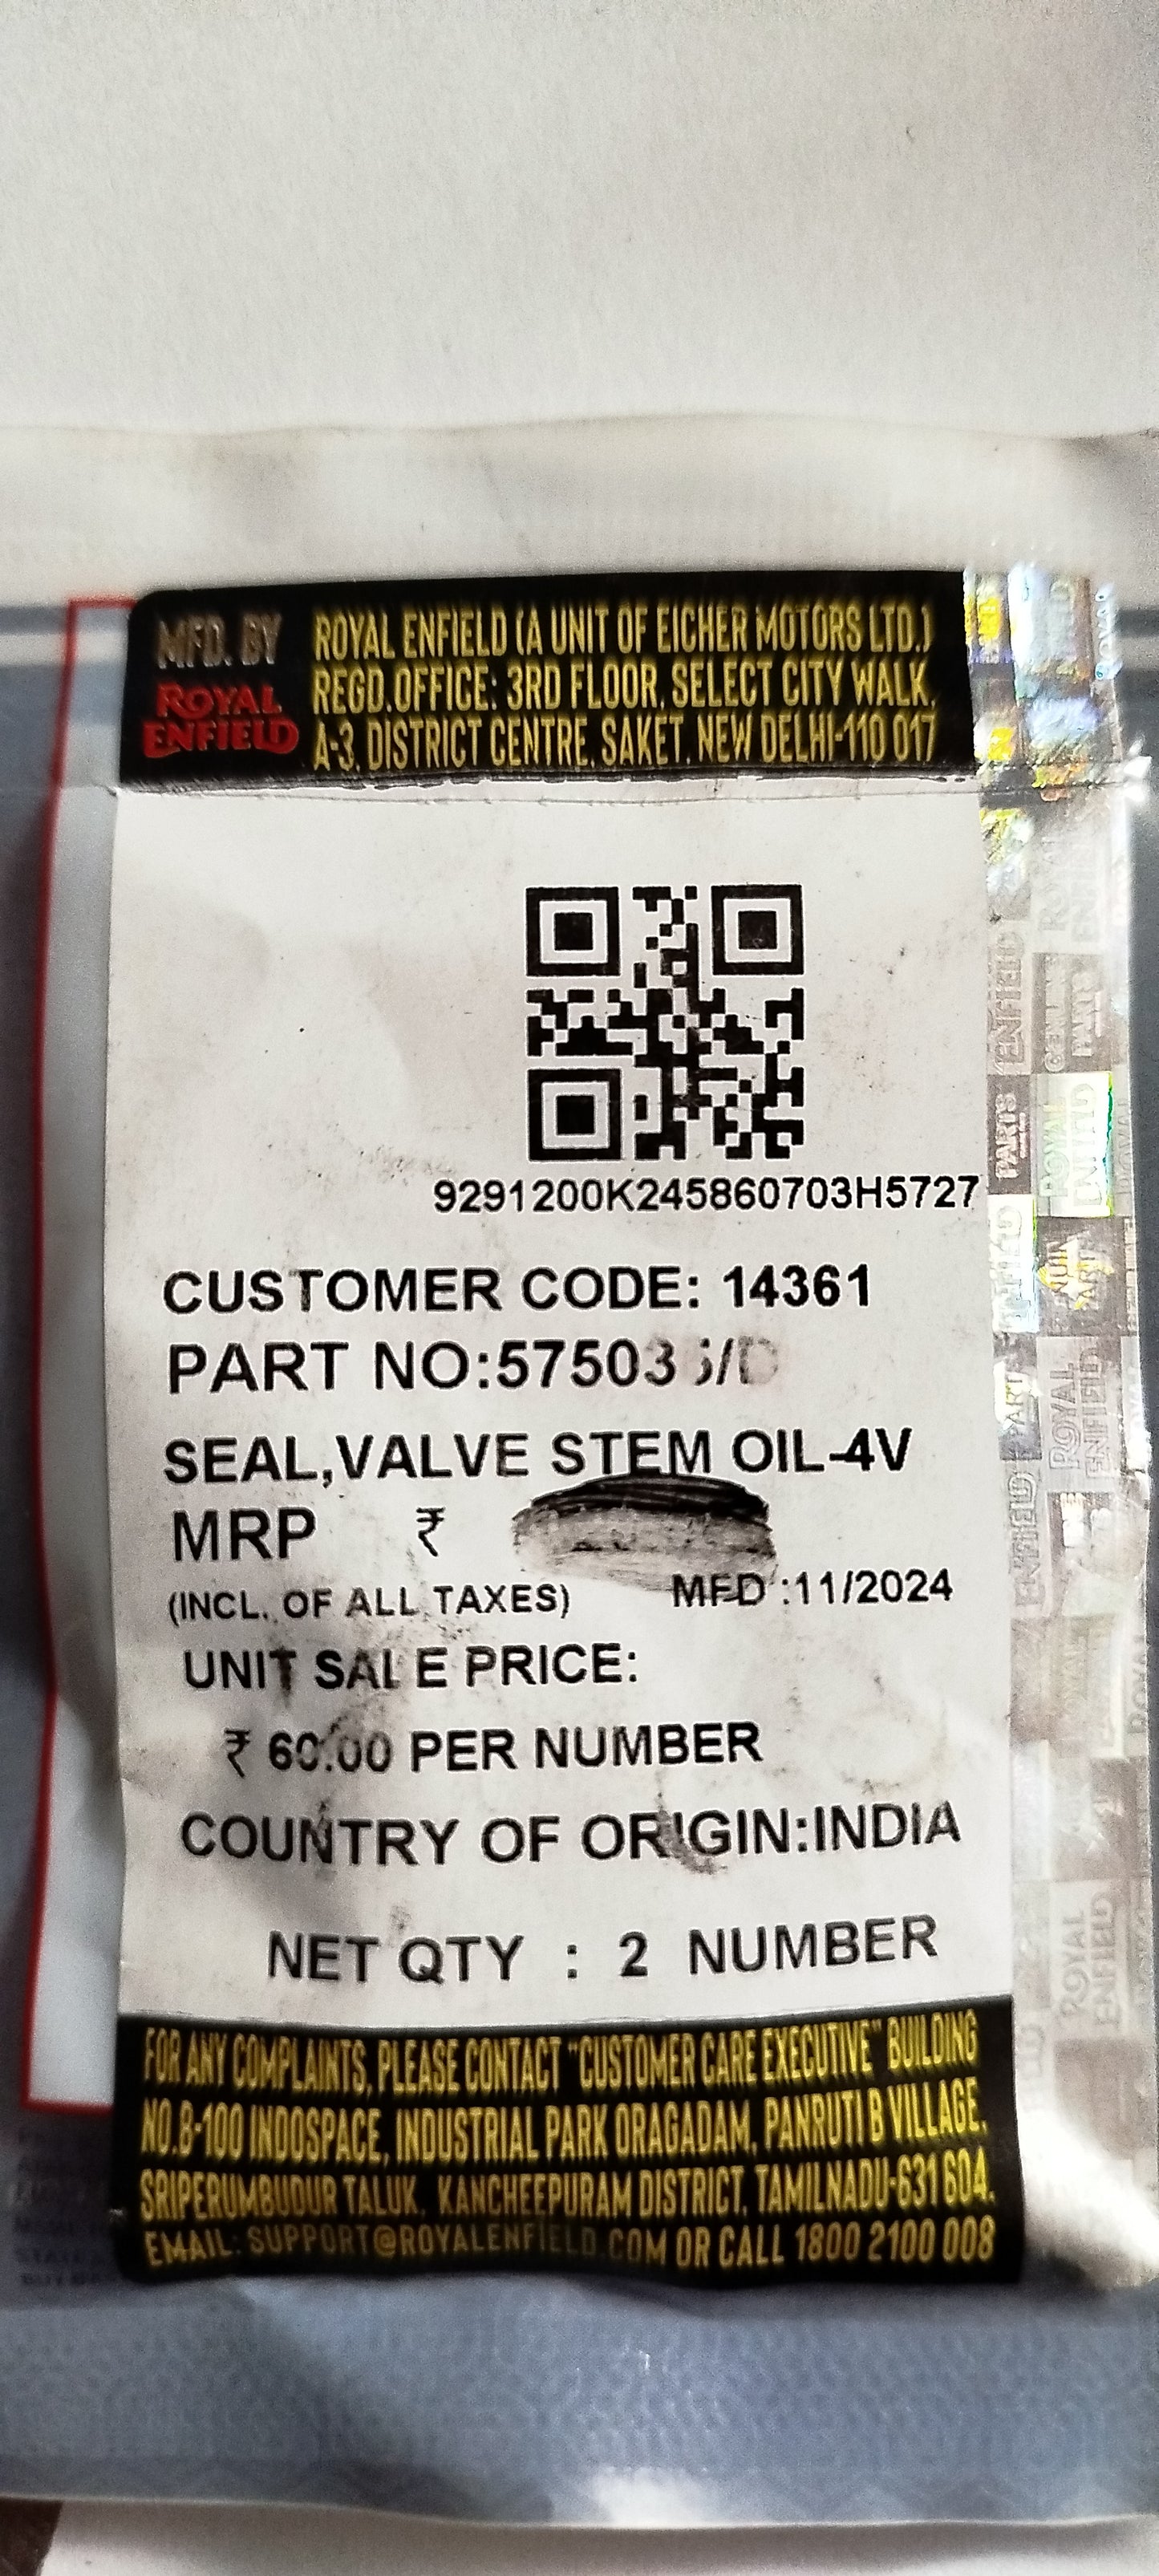 MFD. BY
ROYAL ENFIELD
ROYAL ENFIELD (A UNIT OF EICHER MOTORS LTD.)
REGD.OFFICE: 3RD FLOOR, SELECT CITY WALK,
A-3, DISTRICT CENTRE, SAKET, NEW DELHI-110 017
9291200K245860703H5727
CUSTOMER CODE: 14361
PART NO:
SEAL,VALVE STEM OIL-4V
MRP ₹
(INCL. OF ALL TAXES) MFD :11/2024
UNIT SALE PRICE:
₹ 60.00 PER NUMBER
COUNTRY OF ORIGIN:INDIA
NET QTY : 2 NUMBER
FOR ANY COMPLAINTS, PLEASE CONTACT "CUSTOMER CARE EXECUTIVE" BUILDING
NO.B-100 INDOSPACE, INDUSTRIAL PARK ORAGADAM, PANRUTI B VILLAGE,
SRIPERUMBUDUR TALUK, KANCHEEPURAM DISTRICT, TAMILNADU-631 604.
EMAIL: SUPPORT@ROYALENFIELD.COM OR CALL 1800 2100 008